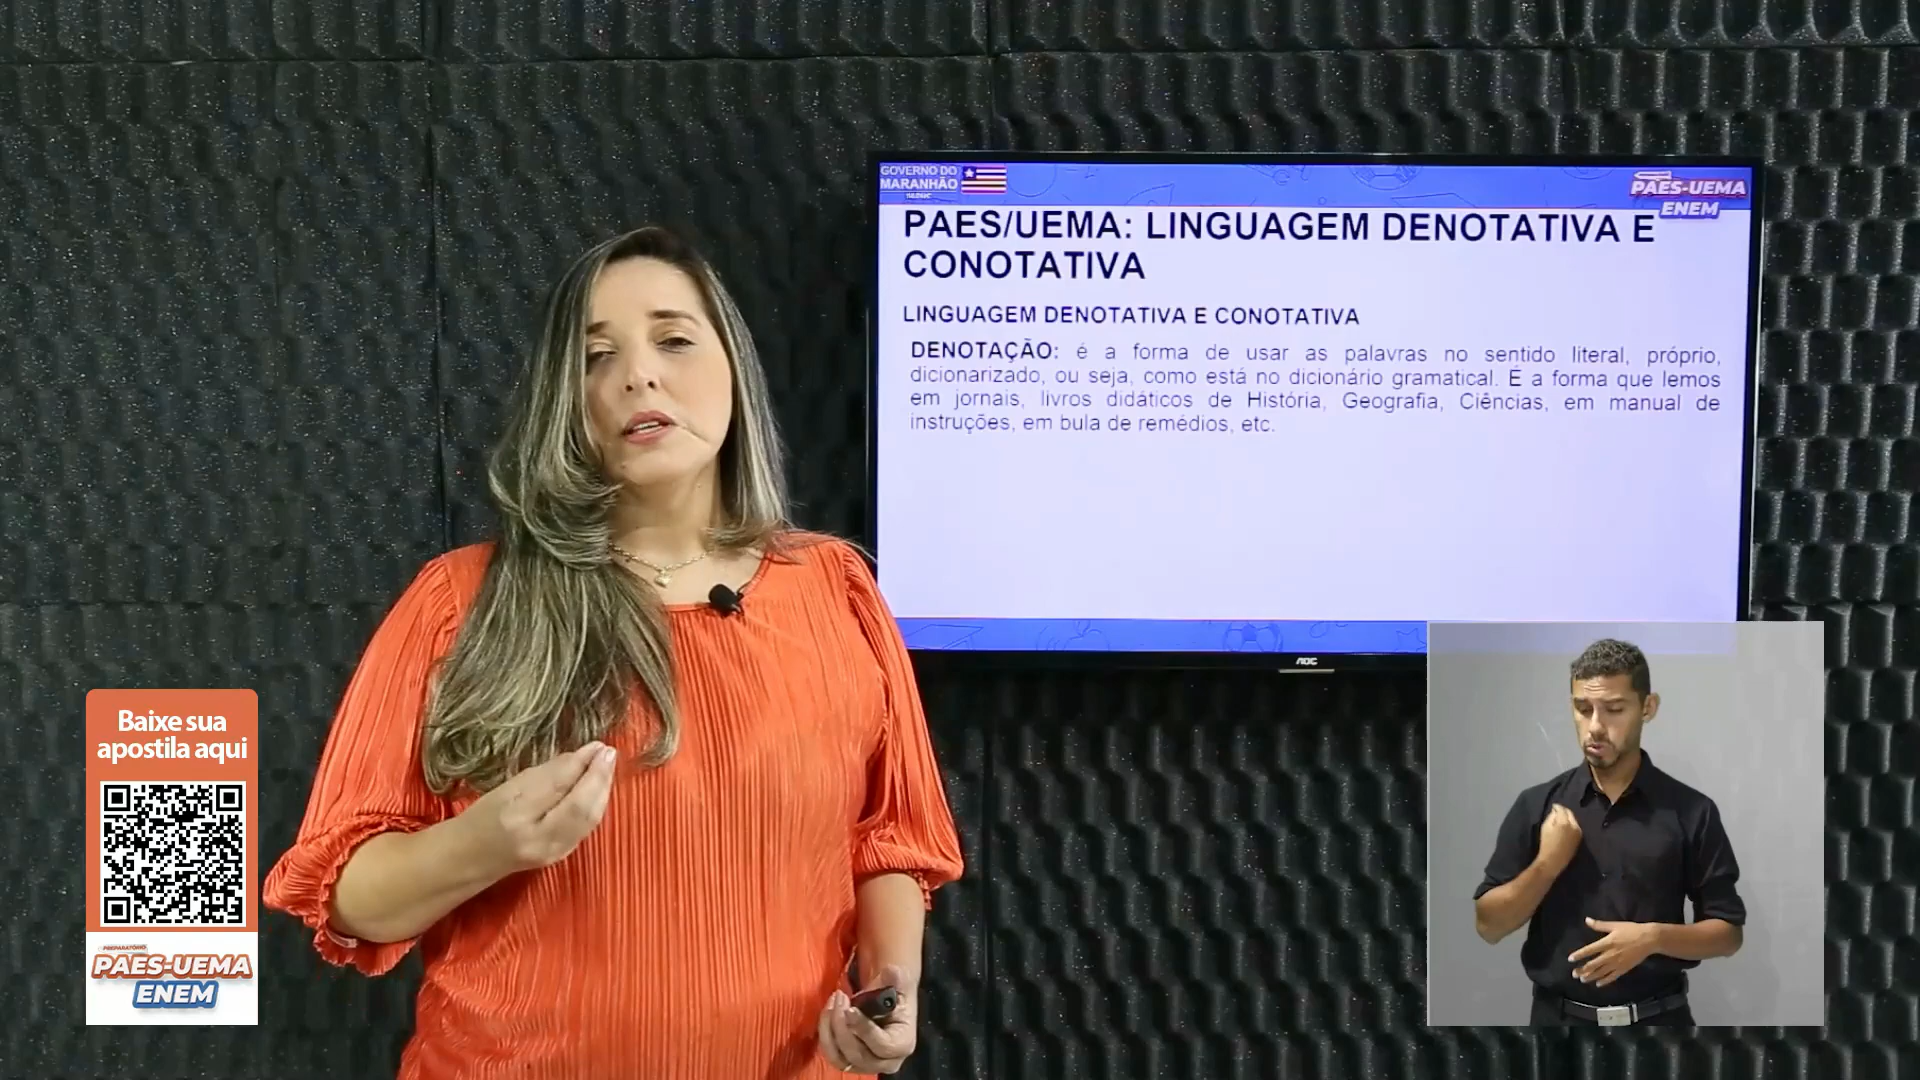 GOVERNO DO
MARANHÃO
PAES-UEMA
ENEM
PAES/UEMA: LINGUAGEM DENOTATIVA E
CONOTATIVA
LINGUAGEM DENOTATIVA E CONOTATIVA
DENOTAÇÃO: é a forma de usar as palavras no sentido literal, próprio,
dicionarizado, ou seja, como está no dicionário gramatical. É a forma que lemos
em jornais, livros didáticos de História, Geografia, Ciências, em manual de
instruções, em bula de remédios, etc.
AOC
Baixe sua
apostila aqui
PREPARATÓRIO
PAES-UEMA
ENEM